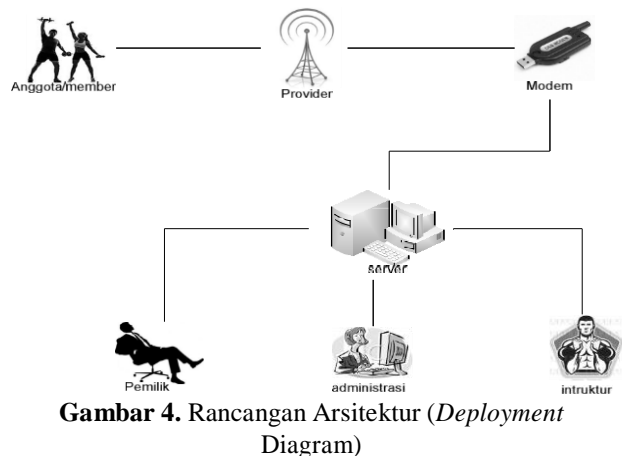 Anggota/member
Provider
Modem
server
Pemilik
administrasi
intruktur
Gambar 4. Rancangan Arsitektur (Deployment
Diagram)